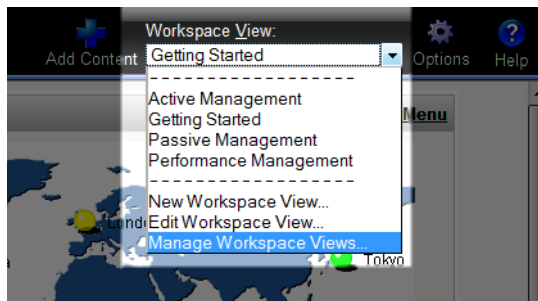 Workspace View:
Add Content
Getting Started
Options
Help
------------------
Active Management
Getting Started
Menu
Passive Management
Performance Management
------------------
New Workspace View...
Edit Workspace View...
Manage Workspace Views...
Tokyo